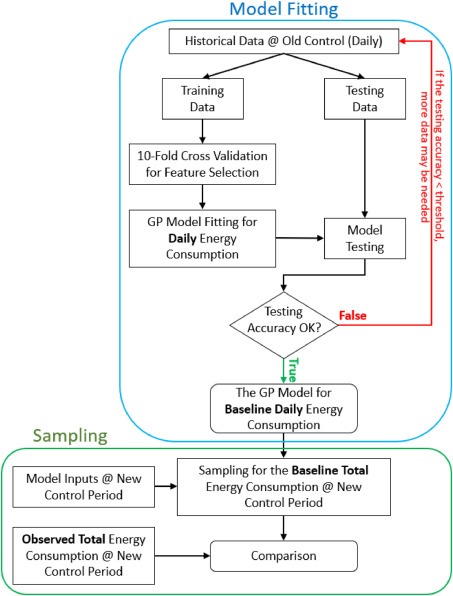 Model Fitting
Historical Data @ Old Control (Daily)
Training
Data
Testing
Data
If the testing accuracy < threshold,
more data may be needed
10-Fold Cross Validation
for Feature Selection
GP Model Fitting for
Daily Energy
Consumption
Model
Testing
Testing
Accuracy OK?
False
True
The GP Model for
Baseline Daily Energy
Consumption
Sampling
Model Inputs @ New
Control Period
Sampling for the Baseline Total
Energy Consumption @ New
Control Period
Observed Total Energy
Consumption @ New
Control Period
Comparison